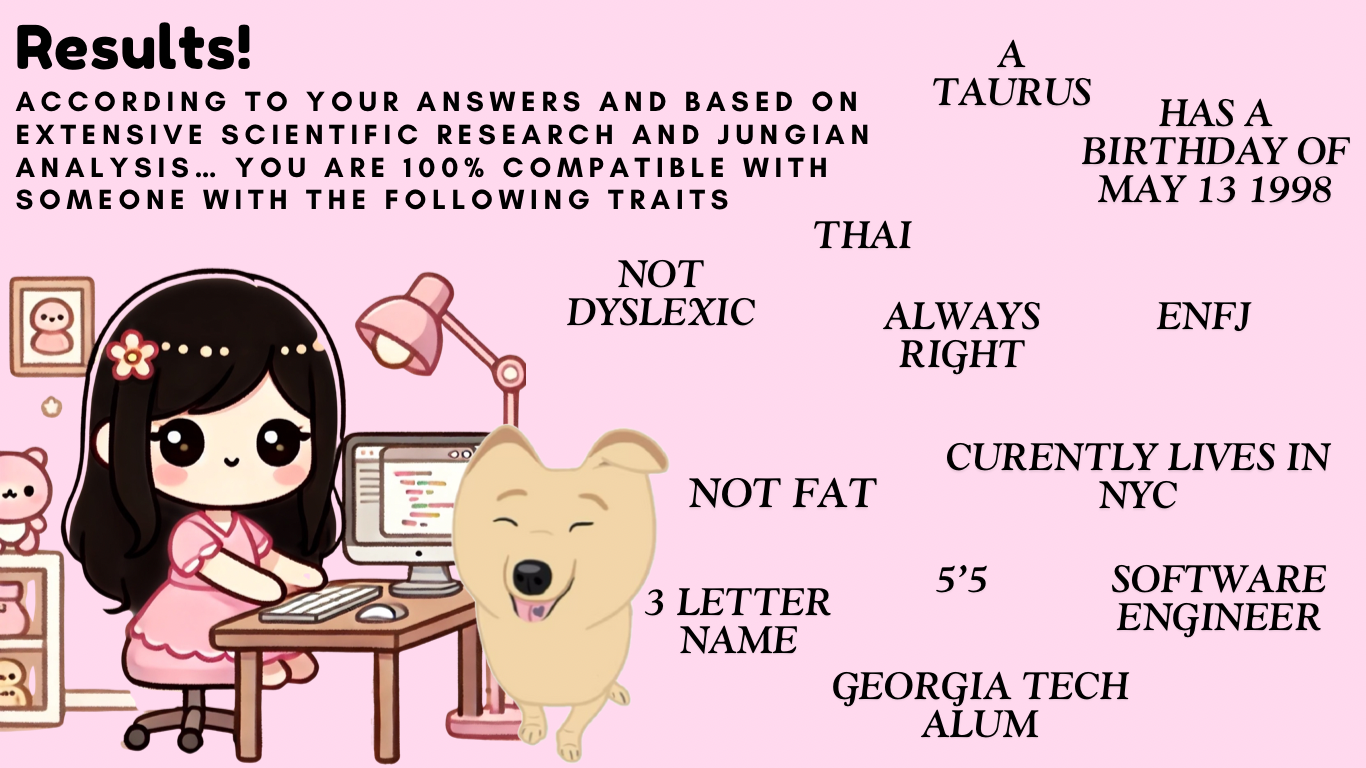 Results!
ACCORDING TO YOUR ANSWERS AND BASED ON
EXTENSIVE SCIENTIFIC RESEARCH AND JUNGIAN
ANALYSIS... YOU ARE 100% COMPATIBLE WITH
SOMEONE WITH THE FOLLOWING TRAITS
A
TAURUS
HAS A
BIRTHDAY OF
MAY 13 1998
THAI
NOT
DYSLEXIC
ALWAYS
RIGHT
ENFJ
CURENTLY LIVES IN
NYC
NOT FAT
5'5
SOFTWARE
ENGINEER
3 LETTER
NAME
GEORGIA TECH
ALUM